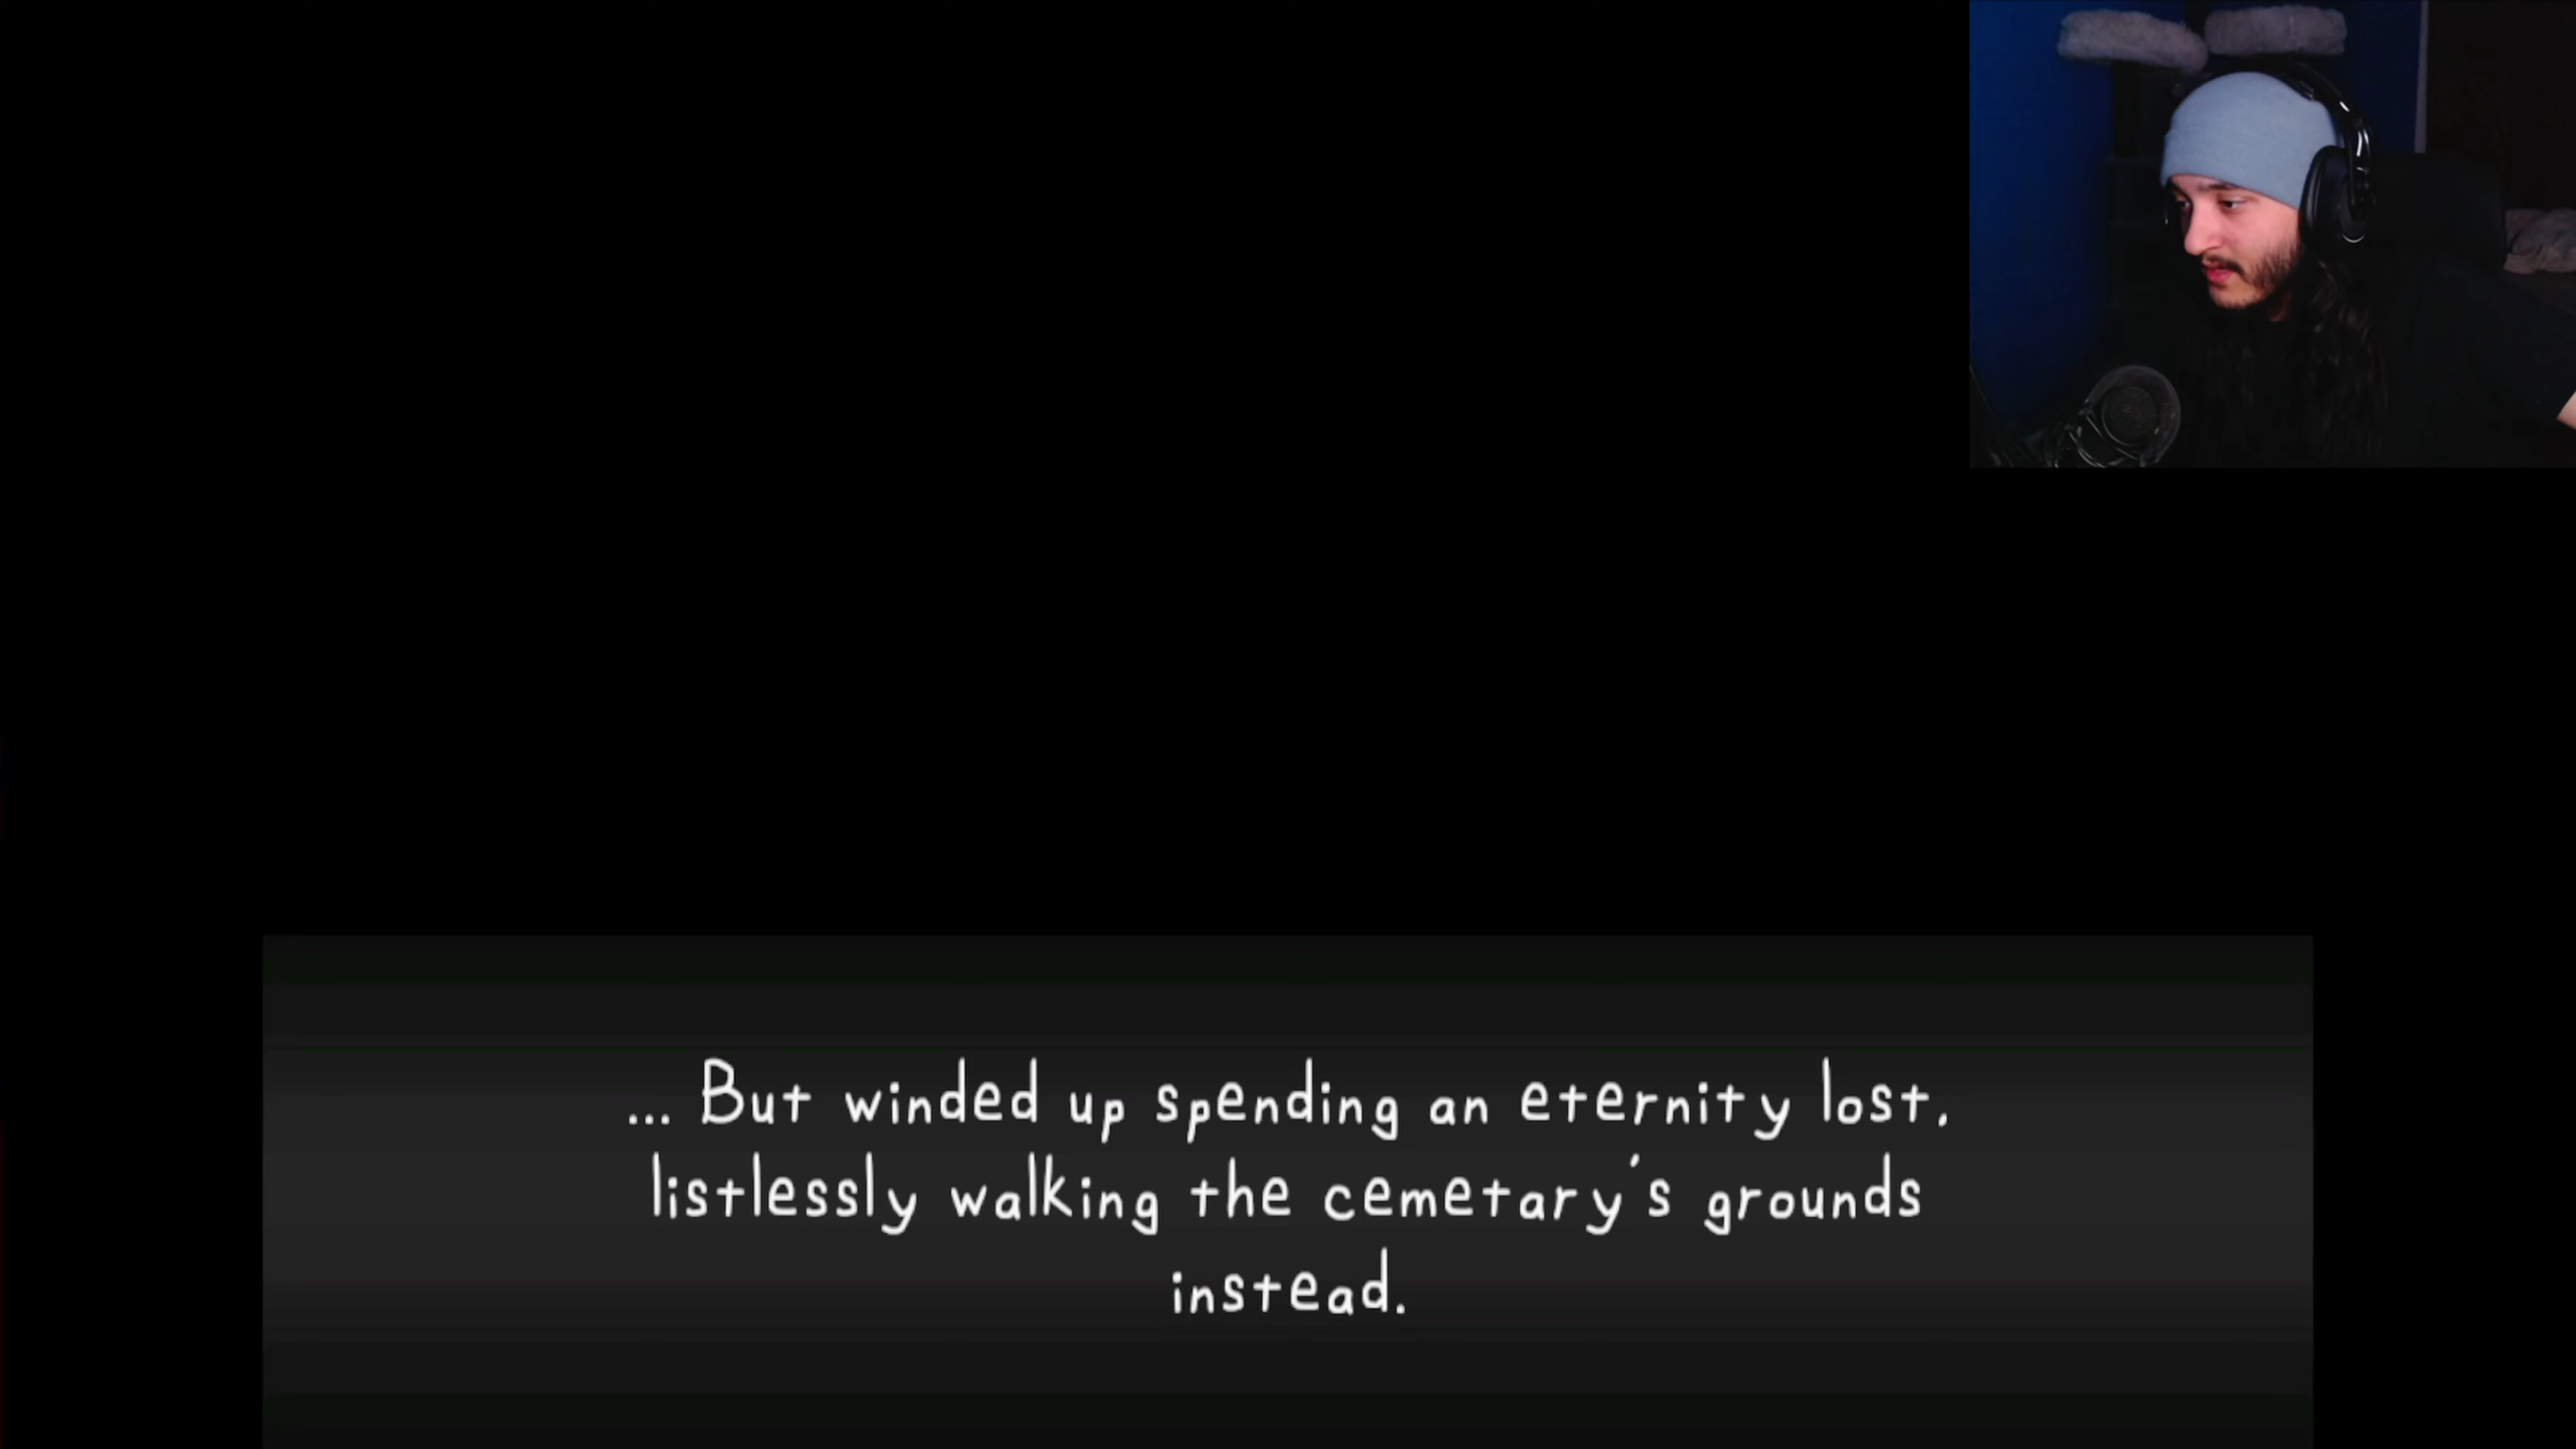 ... But winded up spending an eternity lost,
listlessly walking the cemetary's grounds
instead.